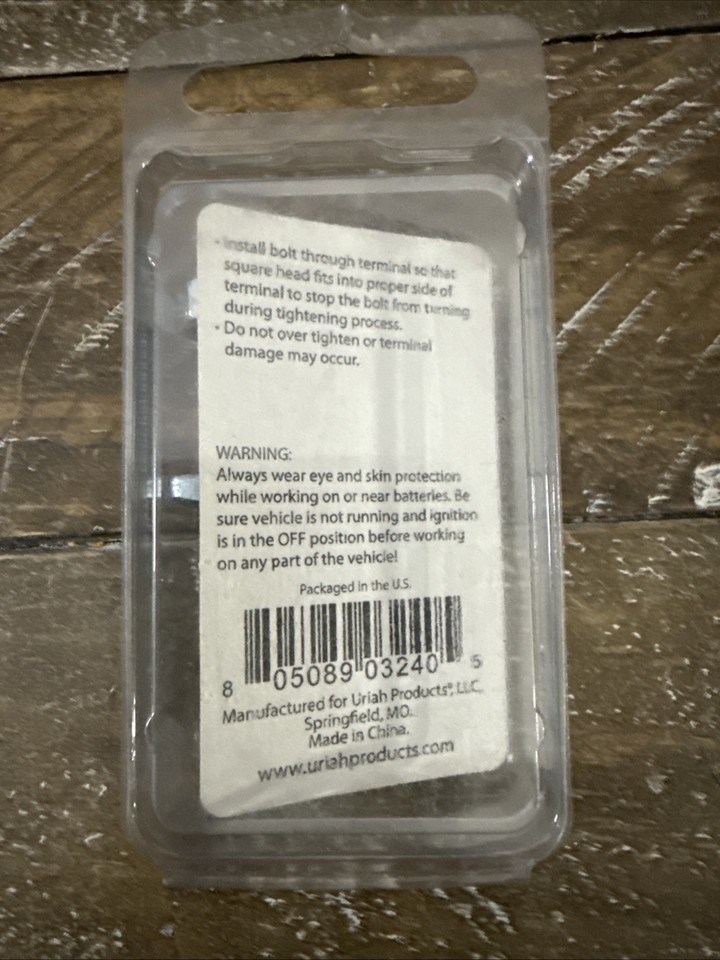 • Install bolt through terminal so that
square head fits into proper side of
terminal to stop the bolt from turning
during tightening process.
• Do not over tighten or terminal
damage may occur.
WARNING:
Always wear eye and skin protection
while working on or near batteries. Be
sure vehicle is not running and ignition
is in the OFF position before working
on any part of the vehicle!
Packaged in the U.S.
8 05089 03240 5
Manufactured for Uriah Products®, LLC.
Springfield, MO.
Made in China.
www.uriahproducts.com